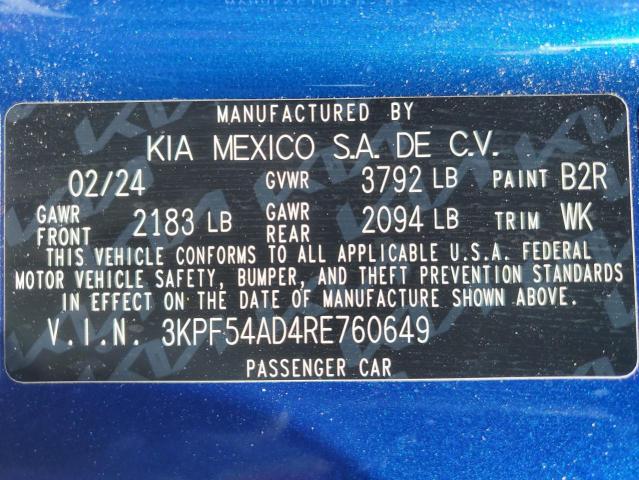 MANUFACTURED BY
KIA MEXICO S.A. DE C.V.
02/24 GVWR 3792 LB PAINT B2R
GAWR FRONT 2183 LB GAWR REAR 2094 LB TRIM WK
THIS VEHICLE CONFORMS TO ALL APPLICABLE U.S.A. FEDERAL
MOTOR VEHICLE SAFETY, BUMPER, AND THEFT PREVENTION STANDARDS
IN EFFECT ON THE DATE OF MANUFACTURE SHOWN ABOVE.
V.I.N. 3KPF54AD4RE760649
PASSENGER CAR